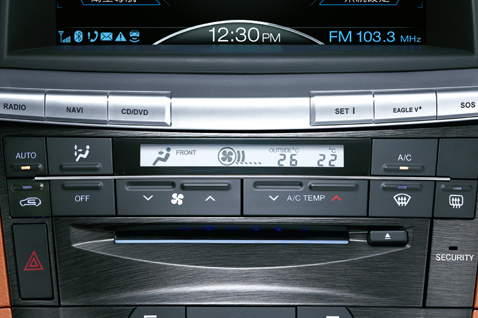 12:30PM FM 103.3 MHz
RADIO NAVI CD/DVD SET EAGLE V+ SOS
AUTO FRONT OUTSIDE°C 26 °C 22 A/C
OFF A/C TEMP
SECURITY